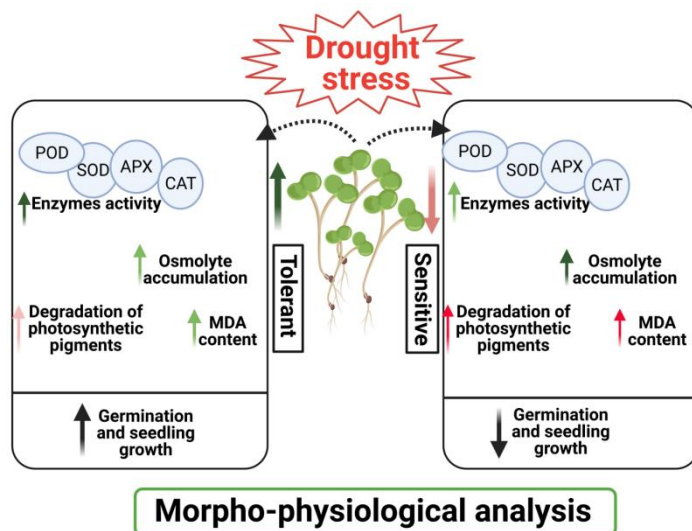 Drought
stress
POD
SOD
APX
CAT
Enzymes activity
Osmolyte
accumulation
Degradation of
photosynthetic
pigments
MDA
content
Germination
and seedling
growth
Tolerant
Sensitive
POD
SOD
APX
CAT
Enzymes activity
Osmolyte
accumulation
Degradation of
photosynthetic
pigments
MDA
content
Germination
and seedling
growth
Morpho-physiological analysis